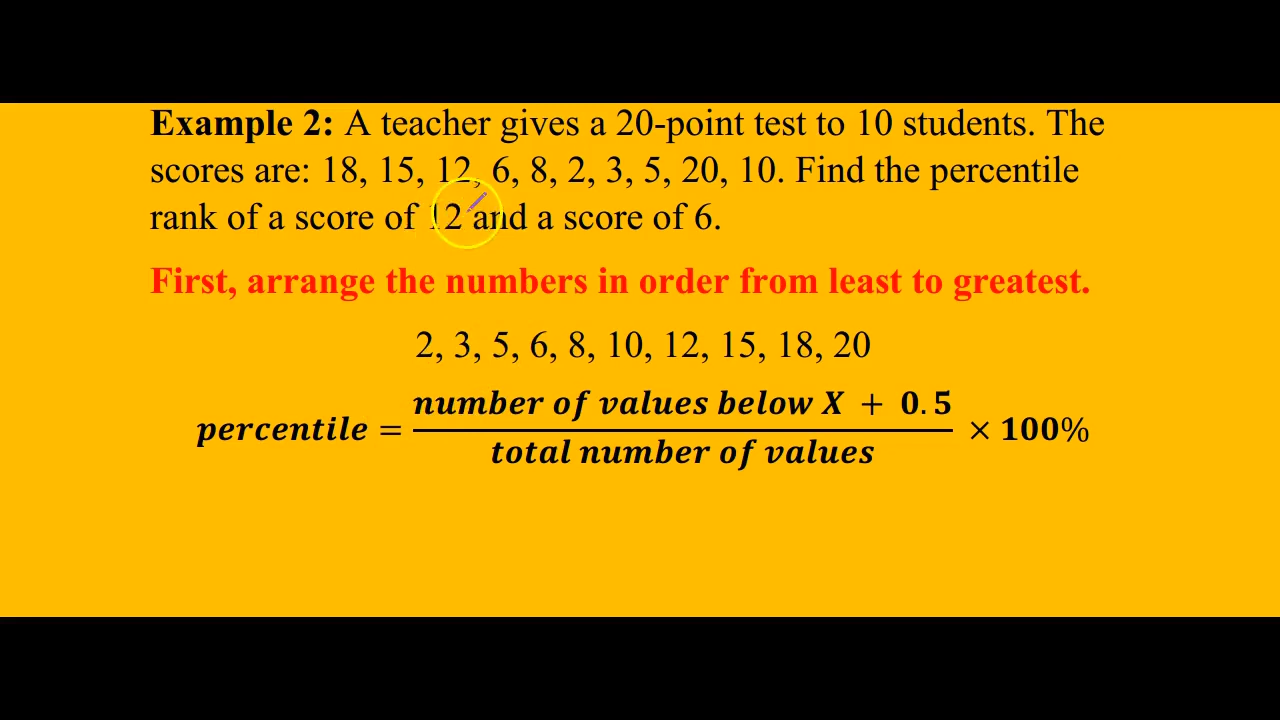 Example 2: A teacher gives a 20-point test to 10 students. The
scores are: 18, 15, 12, 6, 8, 2, 3, 5, 20, 10. Find the percentile
rank of a score of 12 and a score of 6.
First, arrange the numbers in order from least to greatest.
2, 3, 5, 6, 8, 10, 12, 15, 18, 20
number of values below X + 0.5
percentile = × 100%
total number of values